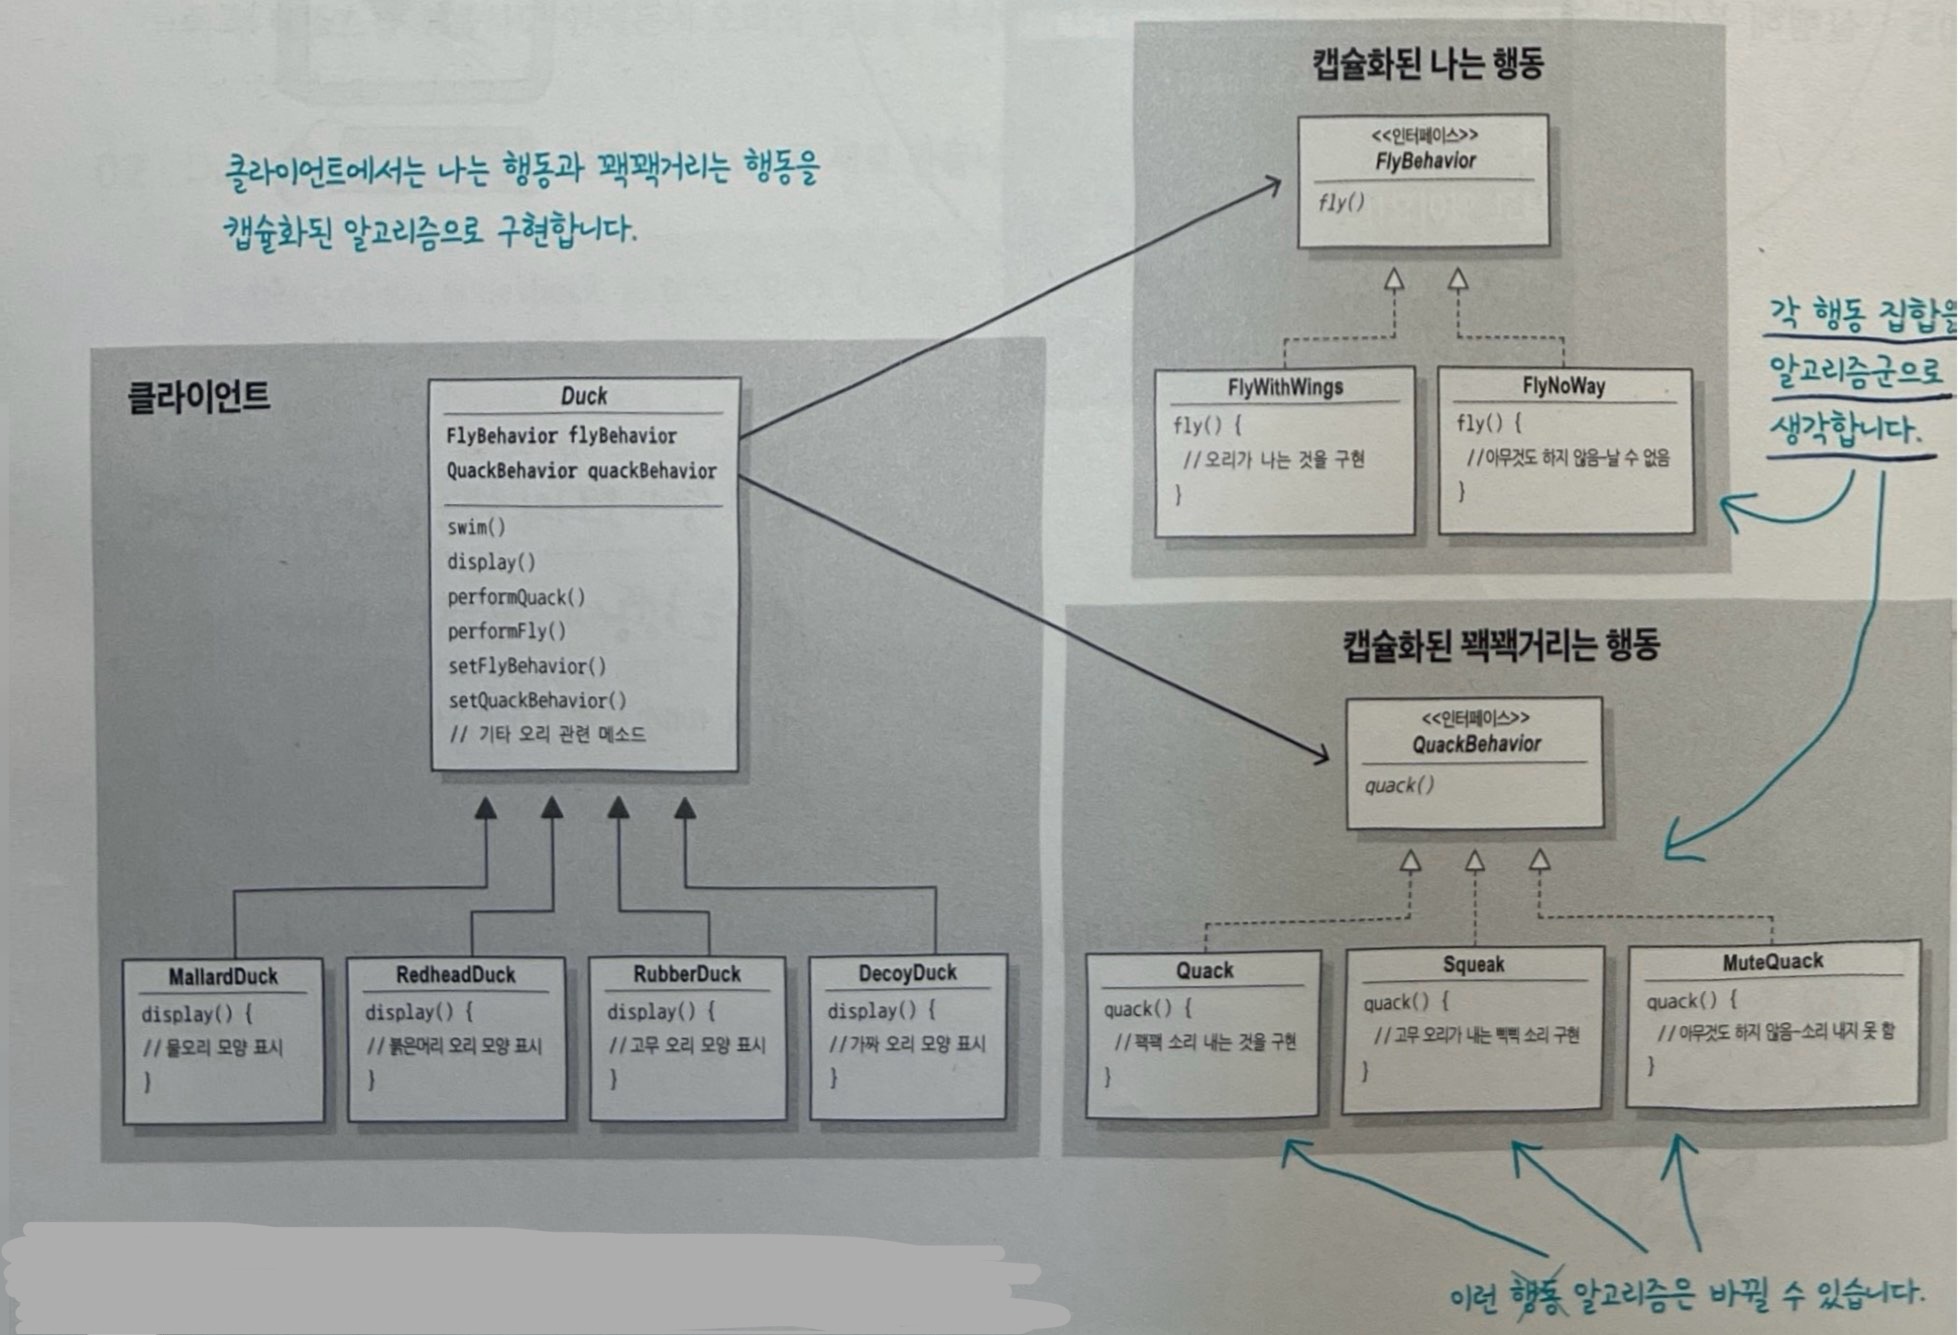 클라이언트에서는 나는 행동과 꽥꽥거리는 행동을
캡슐화된 알고리즘으로 구현합니다.
클라이언트
Duck
FlyBehavior flyBehavior
QuackBehavior quackBehavior
swim()
display()
performQuack()
performFly()
setFlyBehavior()
setQuackBehavior()
// 기타 오리 관련 메소드
MallardDuck
display() {
// 물오리 모양 표시
}
RedheadDuck
display() {
// 붉은머리 오리 모양 표시
}
RubberDuck
display() {
// 고무 오리 모양 표시
}
DecoyDuck
display() {
// 가짜 오리 모양 표시
}
캡슐화된 나는 행동
<<인터페이스>>
FlyBehavior
fly()
FlyWithWings
fly() {
// 오리가 나는 것을 구현
}
FlyNoWay
fly() {
// 아무것도 하지 않음-날 수 없음
}
각 행동 집합을
알고리즘군으로
생각합니다.
캡슐화된 꽥꽥거리는 행동
<<인터페이스>>
QuackBehavior
quack()
Quack
quack() {
// 꽥꽥 소리 내는 것을 구현
}
Squeak
quack() {
// 고무 오리가 내는 삑삑 소리 구현
}
MuteQuack
quack() {
// 아무것도 하지 않음-소리 내지 못 함
}
이런 행동 알고리즘은 바뀔 수 있습니다.